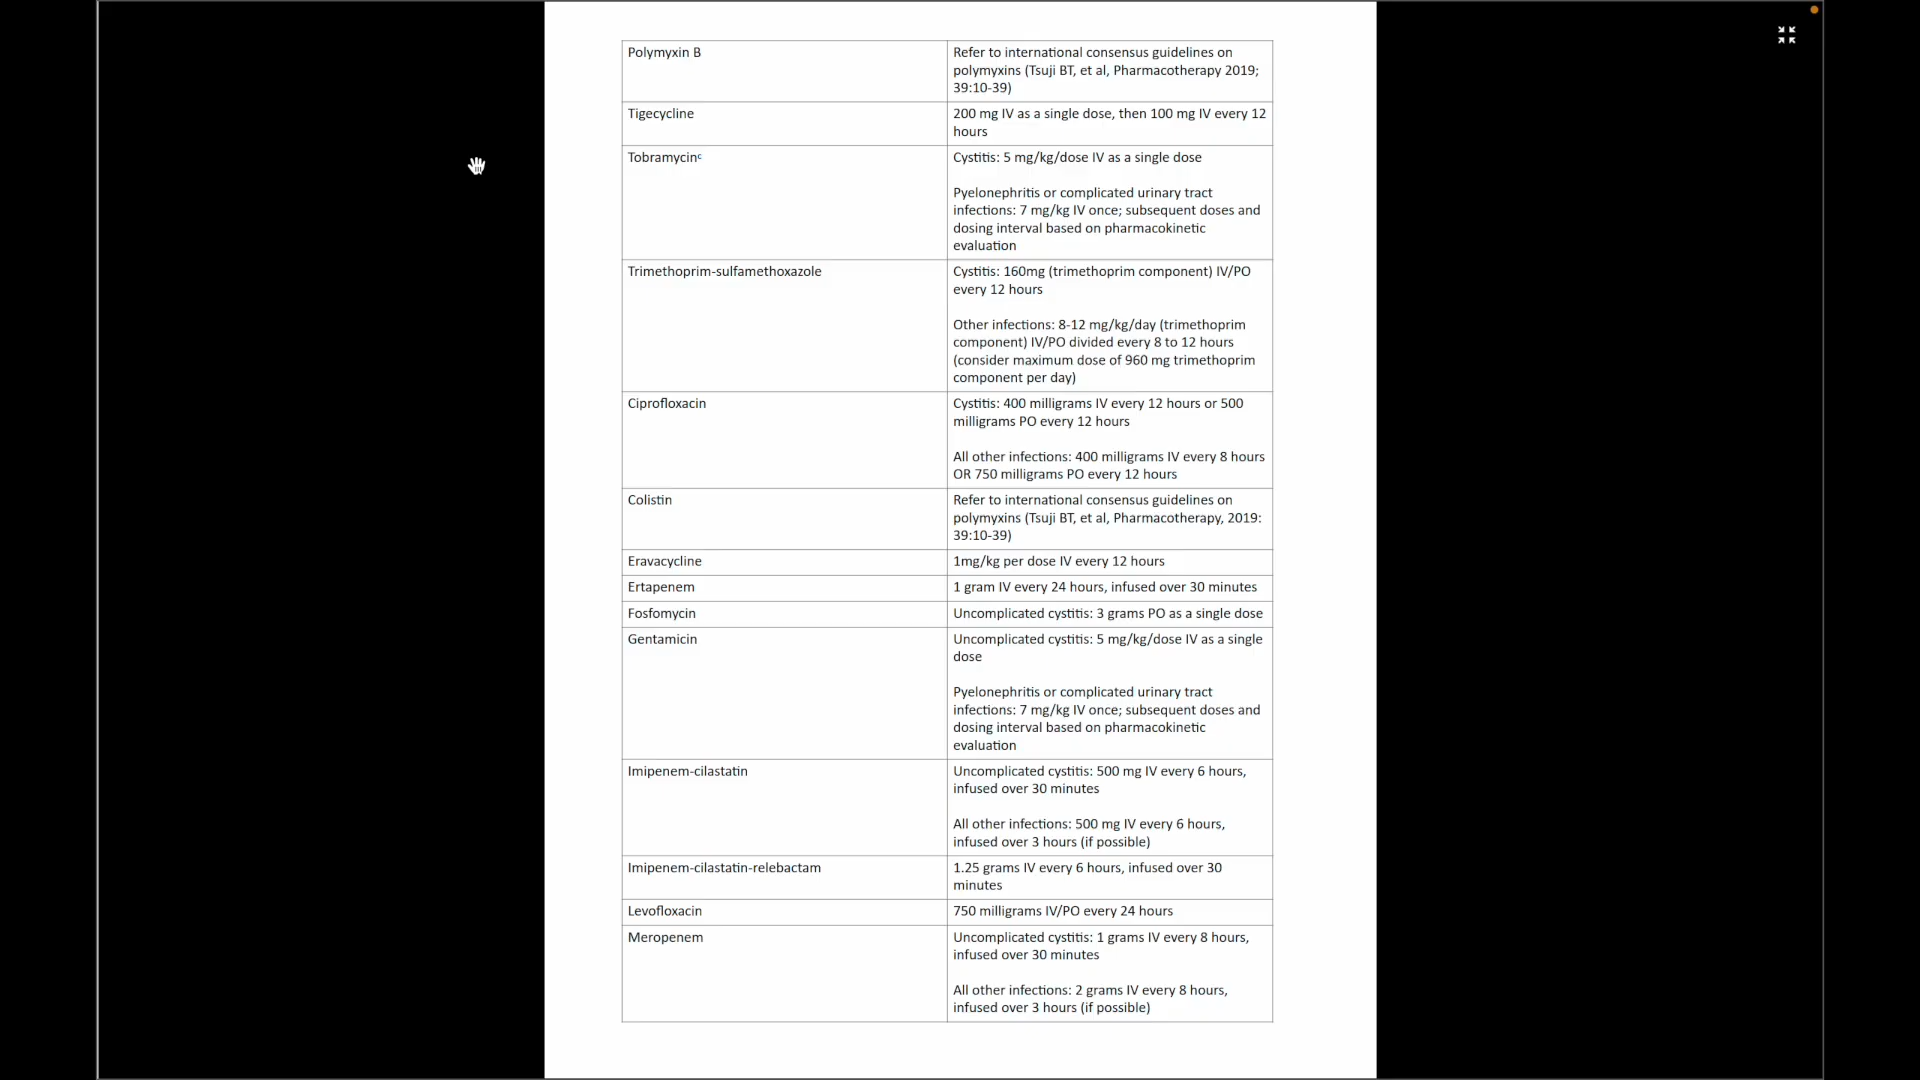 Polymyxin B
Refer to international consensus guidelines on
polymyxins (Tsuji BT, et al, Pharmacotherapy 2019;
39:10-39)
Tigecycline
200 mg IV as a single dose, then 100 mg IV every 12
hours
Tobramycinᶜ
Cystitis: 5 mg/kg/dose IV as a single dose
Pyelonephritis or complicated urinary tract
infections: 7 mg/kg IV once; subsequent doses and
dosing interval based on pharmacokinetic
evaluation
Trimethoprim-sulfamethoxazole
Cystitis: 160mg (trimethoprim component) IV/PO
every 12 hours
Other infections: 8-12 mg/kg/day (trimethoprim
component) IV/PO divided every 8 to 12 hours
(consider maximum dose of 960 mg trimethoprim
component per day)
Ciprofloxacin
Cystitis: 400 milligrams IV every 12 hours or 500
milligrams PO every 12 hours
All other infections: 400 milligrams IV every 8 hours
OR 750 milligrams PO every 12 hours
Colistin
Refer to international consensus guidelines on
polymyxins (Tsuji BT, et al, Pharmacotherapy, 2019:
39:10-39)
Eravacycline
1mg/kg per dose IV every 12 hours
Ertapenem
1 gram IV every 24 hours, infused over 30 minutes
Fosfomycin
Uncomplicated cystitis: 3 grams PO as a single dose
Gentamicin
Uncomplicated cystitis: 5 mg/kg/dose IV as a single
dose
Pyelonephritis or complicated urinary tract
infections: 7 mg/kg IV once; subsequent doses and
dosing interval based on pharmacokinetic
evaluation
Imipenem-cilastatin
Uncomplicated cystitis: 500 mg IV every 6 hours,
infused over 30 minutes
All other infections: 500 mg IV every 6 hours,
infused over 3 hours (if possible)
Imipenem-cilastatin-relebactam
1.25 grams IV every 6 hours, infused over 30
minutes
Levofloxacin
750 milligrams IV/PO every 24 hours
Meropenem
Uncomplicated cystitis: 1 grams IV every 8 hours,
infused over 30 minutes
All other infections: 2 grams IV every 8 hours,
infused over 3 hours (if possible)